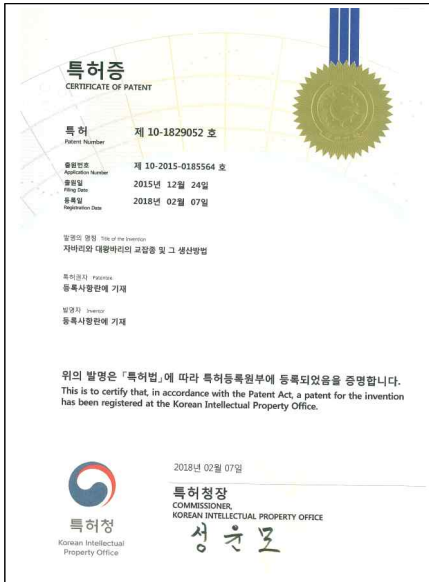 특허증
CERTIFICATE OF PATENT
특 허 제 10-1829052 호
Patent Number
출원번호 제 10-2015-0185564 호
Application Number
출원일 2015년 12월 24일
Filing Date
등록일 2018년 02월 07일
Registration Date
발명의 명칭 Title of the Invention
자바리와 대왕바리의 교잡종 및 그 생산방법
특허권자 Patentee
등록사항란에 기재
발명자 Inventor
등록사항란에 기재
위의 발명은 「특허법」에 따라 특허등록원부에 등록되었음을 증명합니다.
This is to certify that, in accordance with the Patent Act, a patent for the invention
has been registered at the Korean Intellectual Property Office.
2018년 02월 07일
특허청장
COMMISSIONER,
KOREAN INTELLECTUAL PROPERTY OFFICE
성윤모
특허청
Korean Intellectual
Property Office